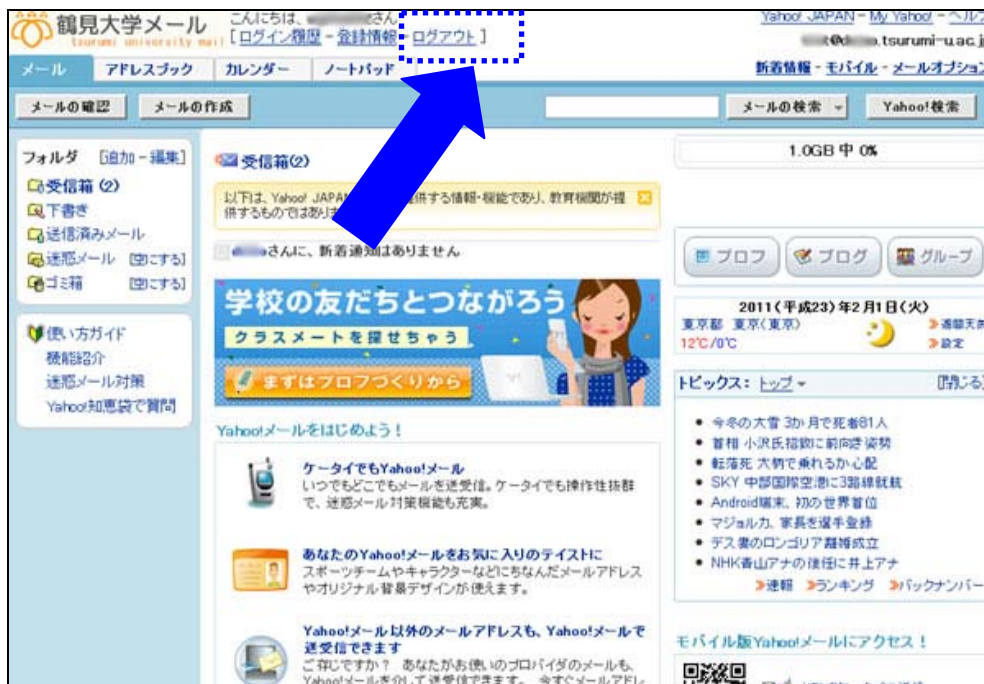 鶴見大学メール
tsurumi university mail
こんにちは、 さん
[ログイン履歴 - 登録情報 - ログアウト]
Yahoo! JAPAN - My Yahoo! - ヘルプ
.tsurumi-u.ac.j
メール アドレスブック カレンダー ノートパッド
新着情報 - モバイル - メールオプション
メールの確認 メールの作成
メールの検索 Yahoo!検索
フォルダ [追加 - 編集]
受信箱 (2)
下書き
送信済みメール
迷惑メール [空にする]
ゴミ箱 [空にする]
使い方ガイド
機能紹介
迷惑メール対策
Yahoo!知恵袋で質問
受信箱(2)
以下は、Yahoo! JAPA 供する情報・機能であり、教育機関が提
供するものではあり
さんに、新着通知はありません
学校の友だちとつながろう
クラスメートを探せちゃう
まずはプロフづくりから
Yahoo!メールをはじめよう!
ケータイでもYahoo!メール
いつでもどこでもメールを送受信。ケータイでも操作性抜群
で、迷惑メール対策機能も充実。
あなたのYahoo!メールをお気に入りのテイストに
スポーツチームやキャラクターなどにちなんだメールアドレス
やオリジナル背景デザインが使えます。
Yahoo!メール以外のメールアドレスも、Yahoo!メールで
送受信できます
ご存じですか? あなたがお使いのプロバイダのメールも、
Yahoo!メールを介して送受信できます。 今すぐメールアドレ
1.0GB 中 0%
プロフ ブログ グループ
2011(平成23)年2月1日(火)
東京都 東京(東京)
12℃/0℃
週間天気
設定
トピックス: トップ [閉じる]
今冬の大雪 3か月で死者81人
首相 小沢氏招致に前向き姿勢
転落死 大柄で乗れるか心配
SKY 中部国際空港に3路線就航
Android端末、初の世界首位
マジョルカ、家長を選手登録
デス妻のロンゴリア離婚成立
NHK青山アナの後任に井上アナ
速報 ランキング バックナンバー
モバイル版Yahoo!メールにアクセス!